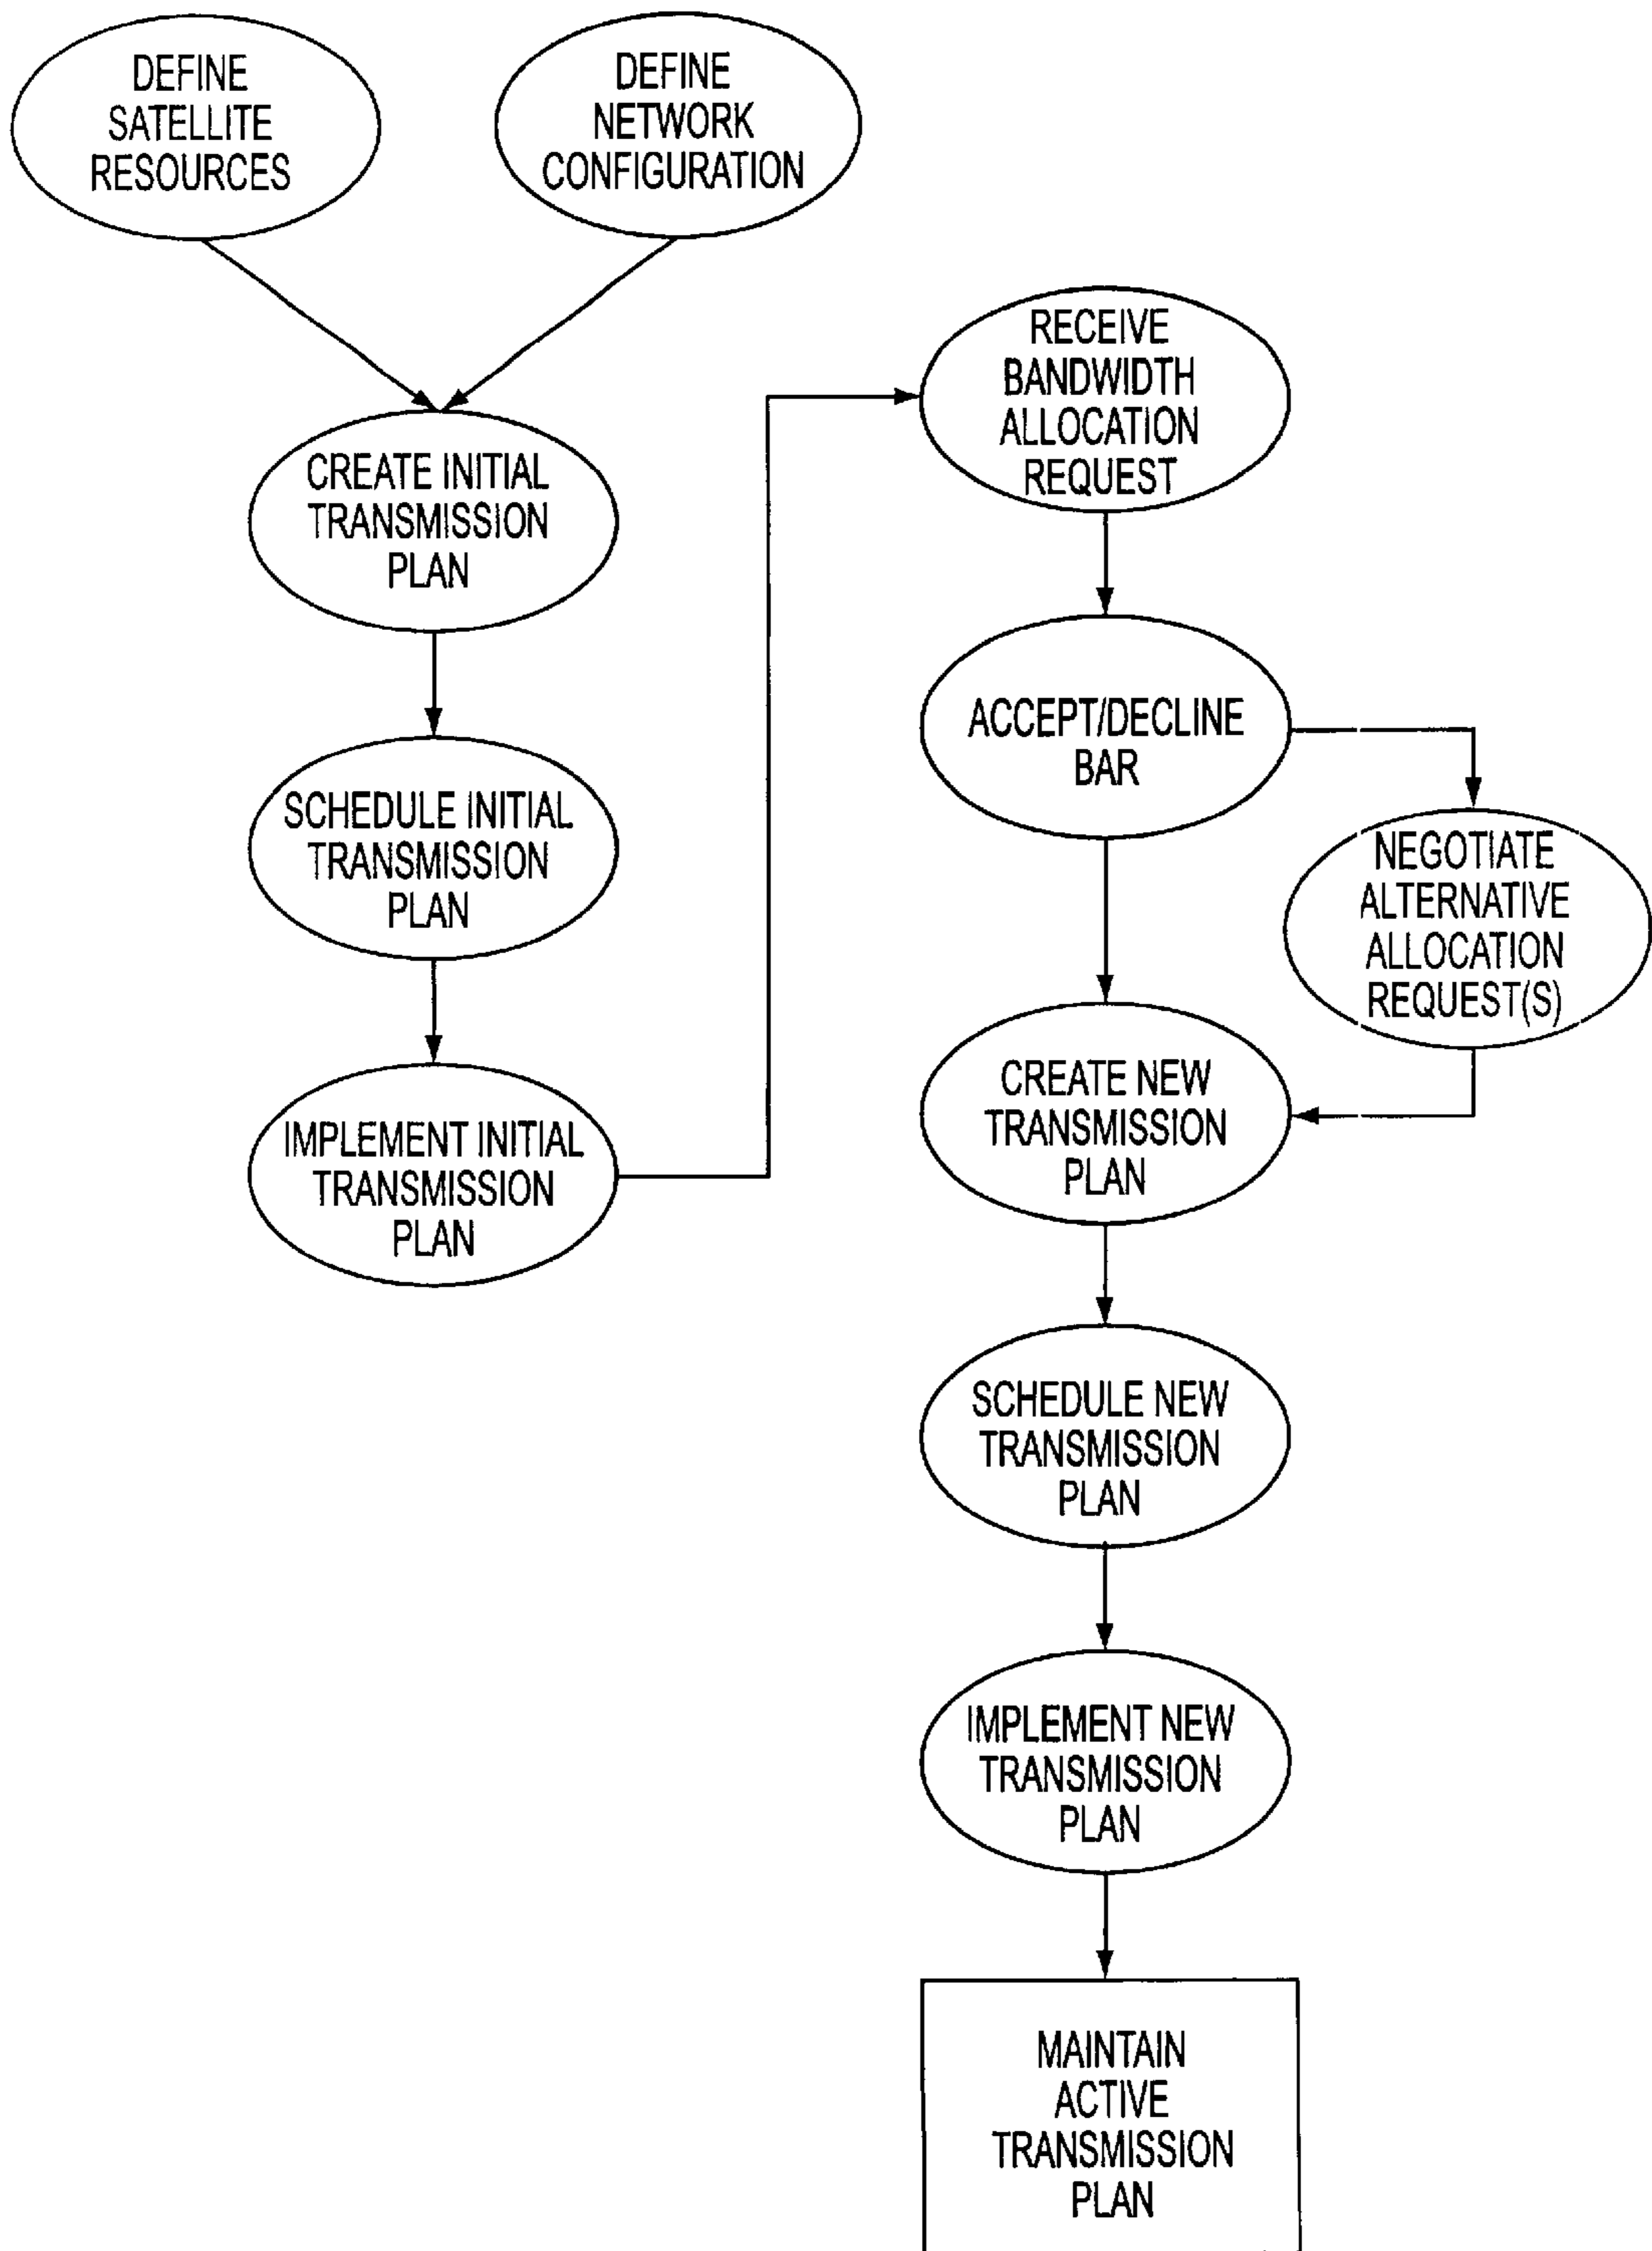 DEFINE
SATELLITE
RESOURCES
DEFINE
NETWORK
CONFIGURATION
CREATE INITIAL
TRANSMISSION
PLAN
SCHEDULE INITIAL
TRANSMISSION
PLAN
IMPLEMENT INITIAL
TRANSMISSION
PLAN
RECEIVE
BANDWIDTH
ALLOCATION
REQUEST
ACCEPT/DECLINE
BAR
NEGOTIATE
ALTERNATIVE
ALLOCATION
REQUEST(S)
CREATE NEW
TRANSMISSION
PLAN
SCHEDULE NEW
TRANSMISSION
PLAN
IMPLEMENT NEW
TRANSMISSION
PLAN
MAINTAIN
ACTIVE
TRANSMISSION
PLAN